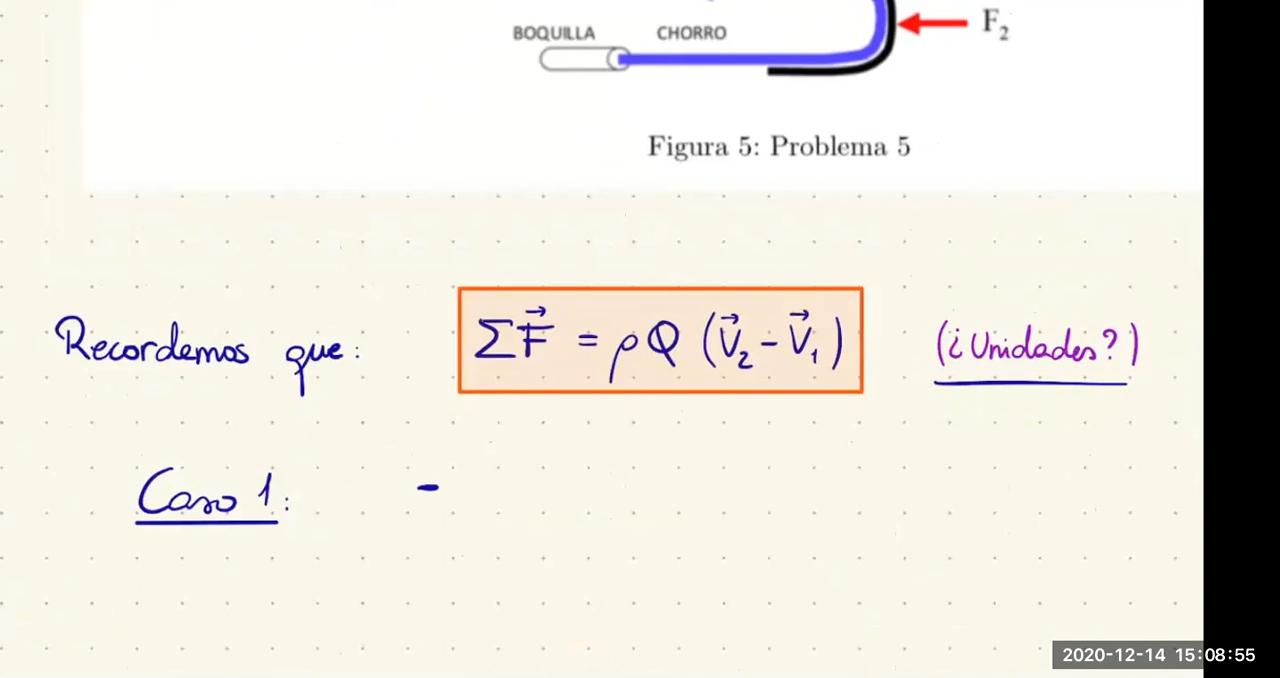 BOQUILLA CHORRO F₂
Figura 5: Problema 5
Recordemos que: ΣF⃗ = ρQ (V⃗₂ - V⃗₁) (¿Unidades?)
Caso 1: -
2020-12-14 15:08:55